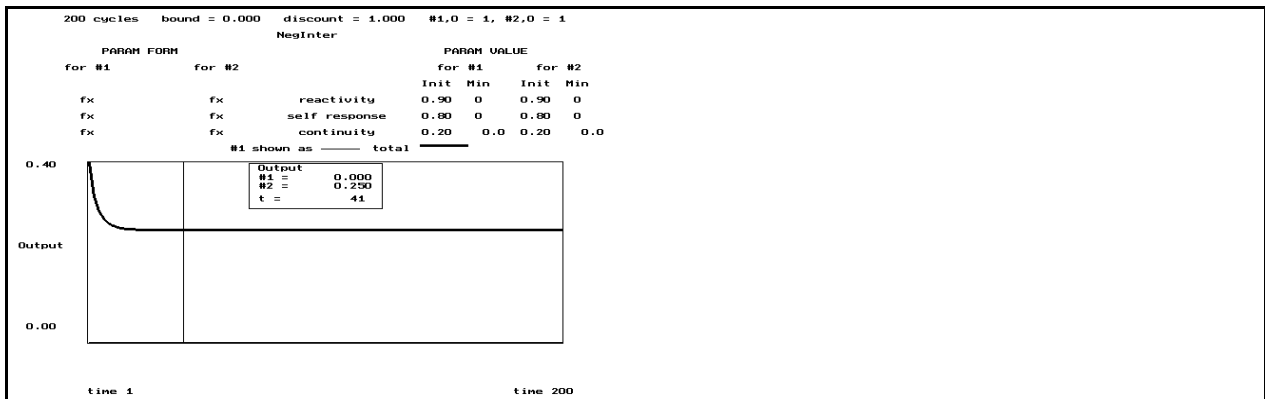 200 cycles bound = 0.000 discount = 1.000 #1,0 = 1, #2,0 = 1
NegInter
PARAM FORM PARAM VALUE
for #1 for #2 for #1 for #2
Init Min Init Min
fx fx reactivity 0.90 0 0.90 0
fx fx self response 0.80 0 0.80 0
fx fx continuity 0.20 0.0 0.20 0.0
#1 shown as total
0.40
Output
#1 = 0.000
#2 = 0.250
t = 41
Output
0.00
time 1 time 200